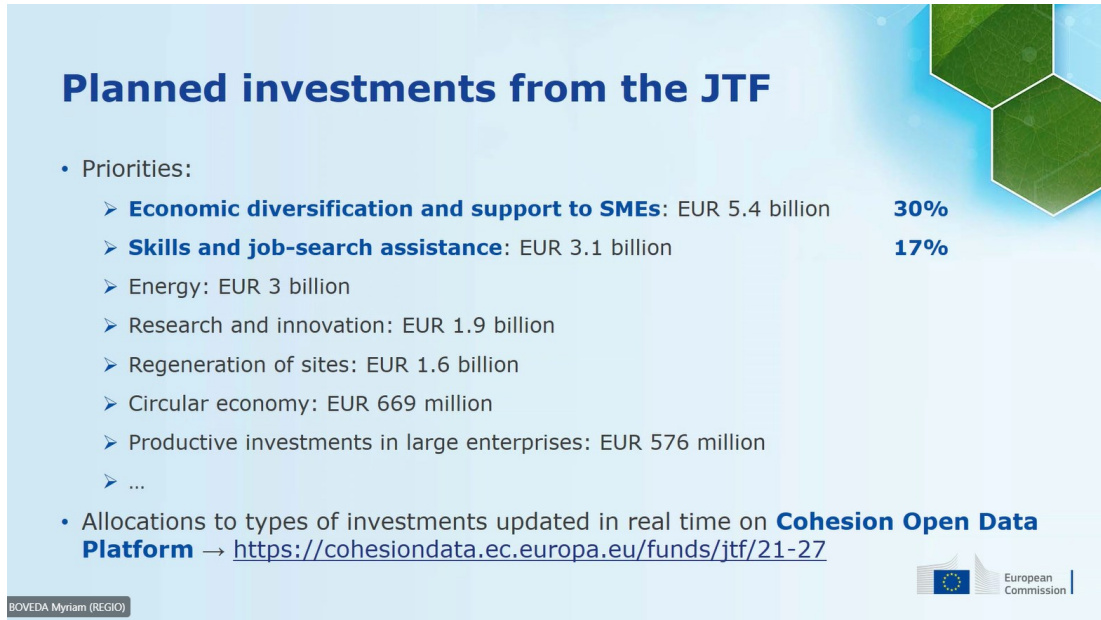 Planned investments from the JTF
• Priorities:
➢ Economic diversification and support to SMEs: EUR 5.4 billion 30%
➢ Skills and job-search assistance: EUR 3.1 billion 17%
➢ Energy: EUR 3 billion
➢ Research and innovation: EUR 1.9 billion
➢ Regeneration of sites: EUR 1.6 billion
➢ Circular economy: EUR 669 million
➢ Productive investments in large enterprises: EUR 576 million
➢ ...
• Allocations to types of investments updated in real time on Cohesion Open Data
Platform → https://cohesiondata.ec.europa.eu/funds/jtf/21-27
European
Commission
BOVEDA Myriam (REGIO)